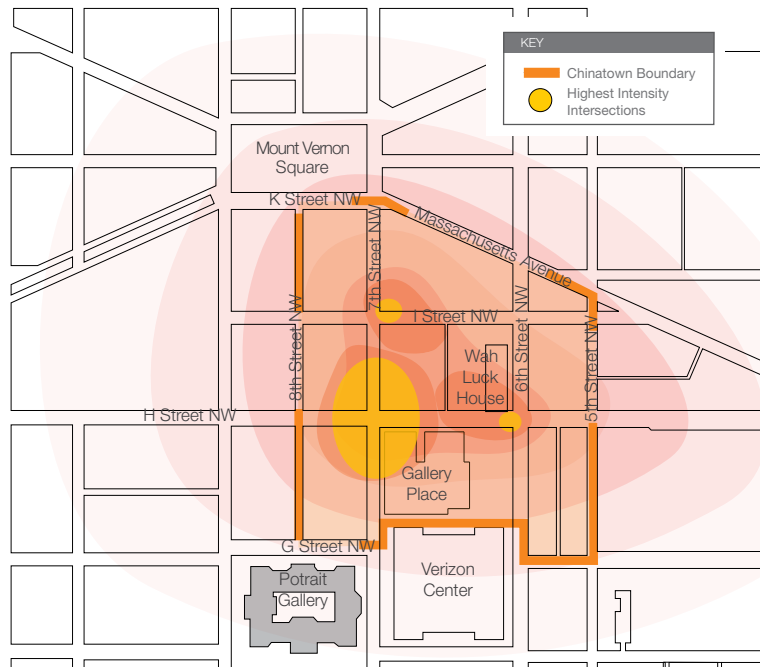 KEY
Chinatown Boundary
Highest Intensity
Intersections
Mount Vernon
Square
K Street NW
Massachusetts Avenue
7th Street NW
I Street NW
8th Street NW
6th Street NW
5th Street NW
Wah
Luck
House
H Street NW
Gallery
Place
G Street NW
Potrait
Gallery
Verizon
Center